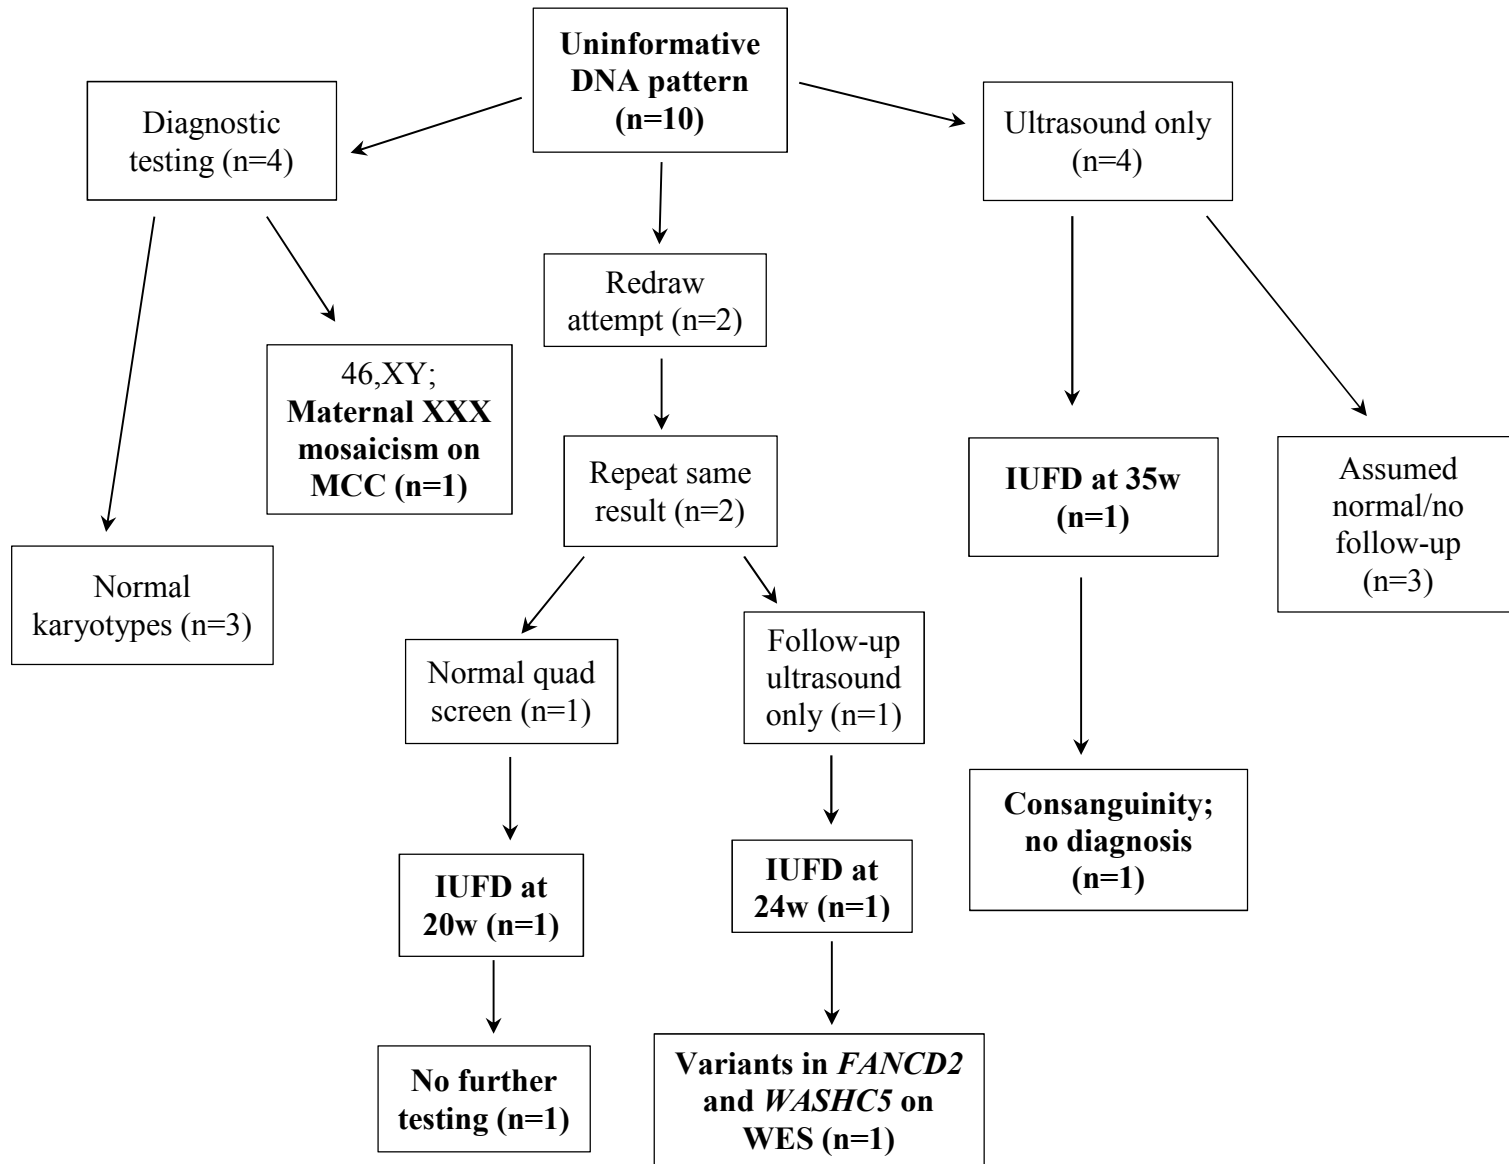 Uninformative
DNA pattern
(n=10)
Diagnostic
testing (n=4)
Ultrasound only
(n=4)
Redraw
attempt (n=2)
46,XY;
Maternal XXX
mosaicism on
MCC (n=1)
Repeat same
result (n=2)
IUFD at 35w
(n=1)
Assumed
normal/no
follow-up
(n=3)
Normal
karyotypes (n=3)
Normal quad
screen (n=1)
Follow-up
ultrasound
only (n=1)
Consanguinity;
no diagnosis
(n=1)
IUFD at
20w (n=1)
IUFD at
24w (n=1)
No further
testing (n=1)
Variants in FANCD2
and WASHC5 on
WES (n=1)